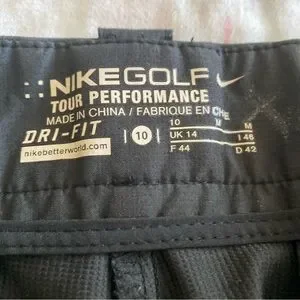 NIKEGOLF
TOUR PERFORMANCE
MADE IN CHINA / FABRIQUE EN CHINE
DRI-FIT
nikebetterworld.com
10
10 M M
UK 14 I 46
F 44 D 42